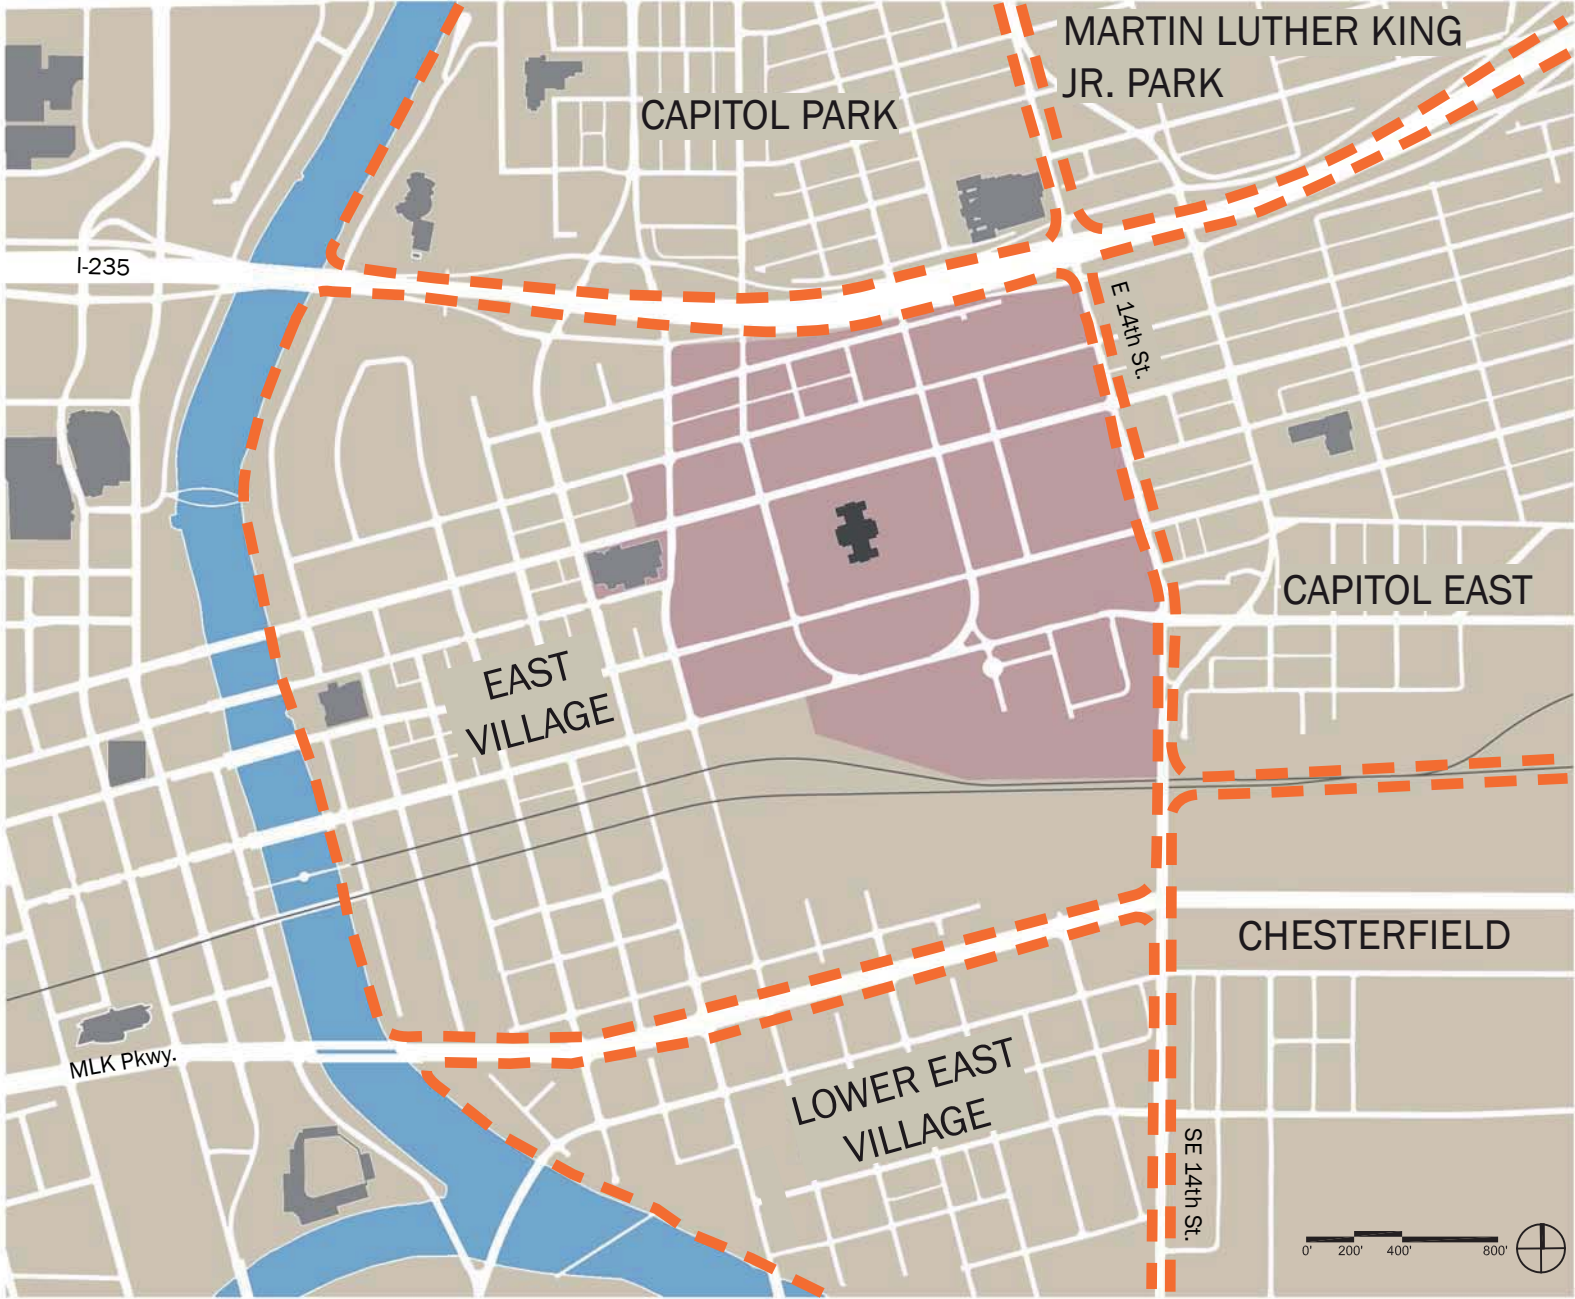 MARTIN LUTHER KING
JR. PARK
CAPITOL PARK
I-235
E 14th St.
CAPITOL EAST
EAST
VILLAGE
CHESTERFIELD
MLK Pkwy.
LOWER EAST
VILLAGE
SE 14th St.
0' 200' 400' 800'